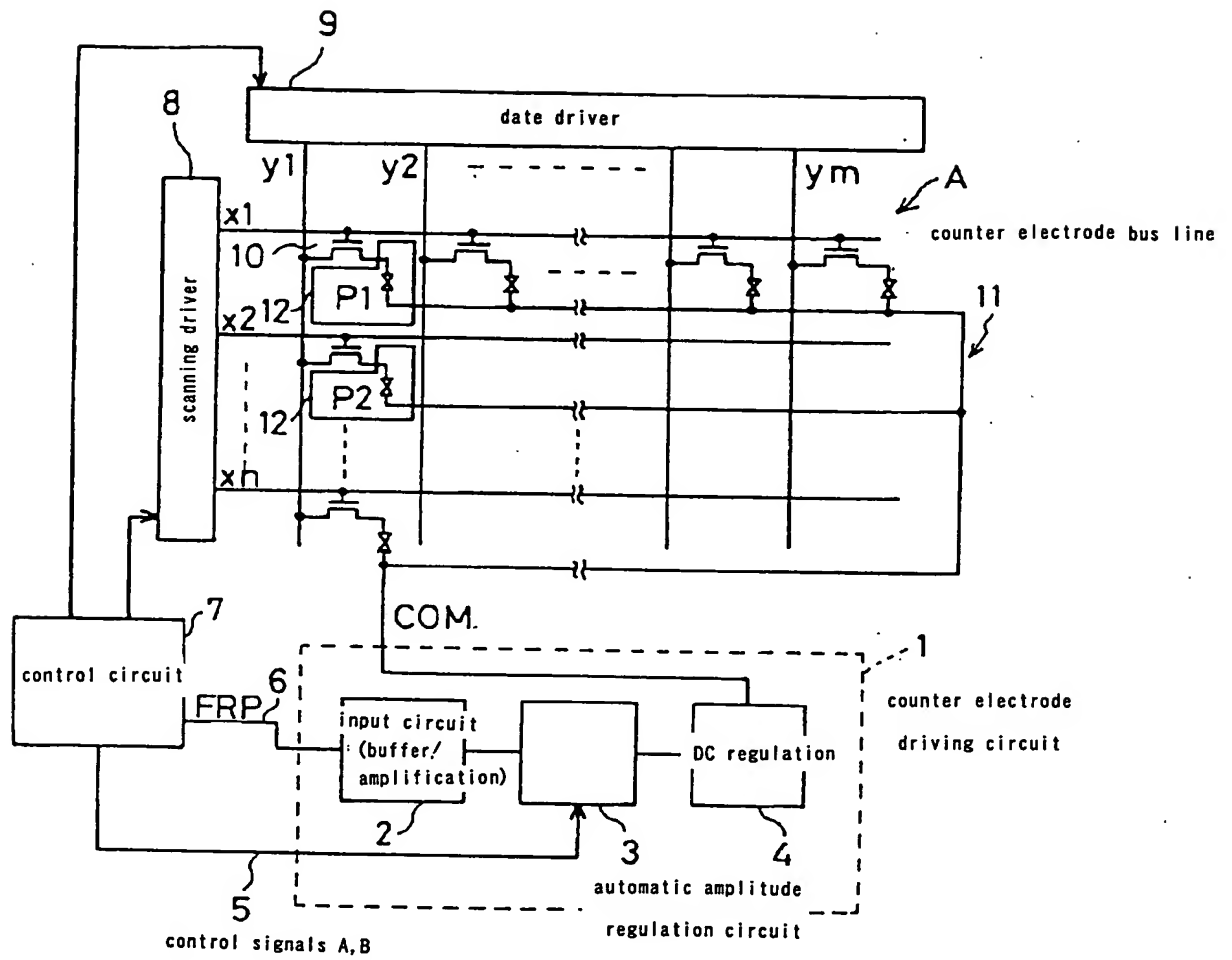 9
date driver
8
y1
y2
ym
A
x1
counter electrode bus line
10
scanning driver
12
P1
11
x2
12
P2
xn
7
COM.
1
control circuit
6
FRP
counter electrode
driving circuit
input circuit
(buffer/
amplification)
DC regulation
2
3
4
automatic amplitude
regulation circuit
5
control signals A,B